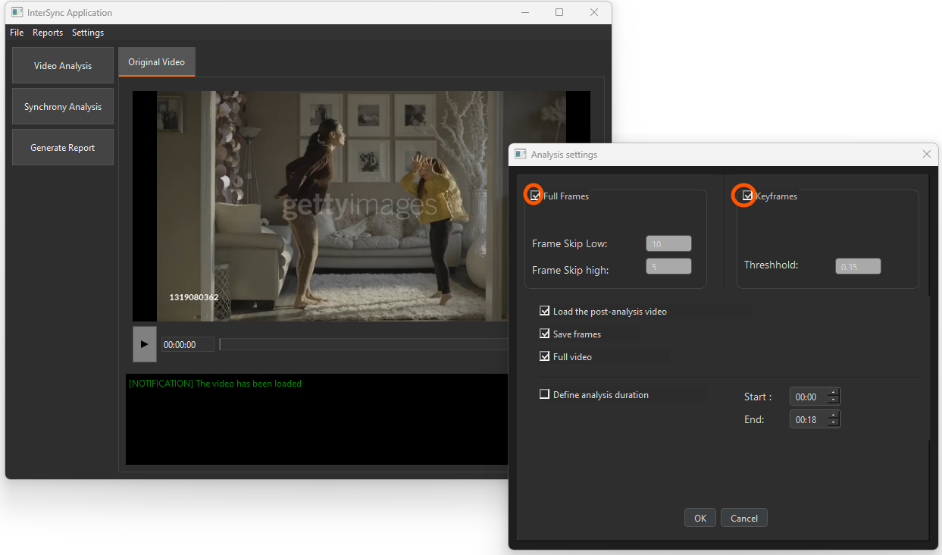 InterSync Application
File Reports Settings
Video Analysis
Original Video
Synchrony Analysis
Generate Report
gettyimages
1319080362
00:00:00
[NOTIFICATION] The video has been loaded
Analysis settings
Full Frames
Frame Skip Low: 10
Frame Skip high: 5
Keyframes
Threshhold: 0.35
Load the post-analysis video
Save frames
Full video
Define analysis duration
Start : 00:00
End: 00:18
OK Cancel